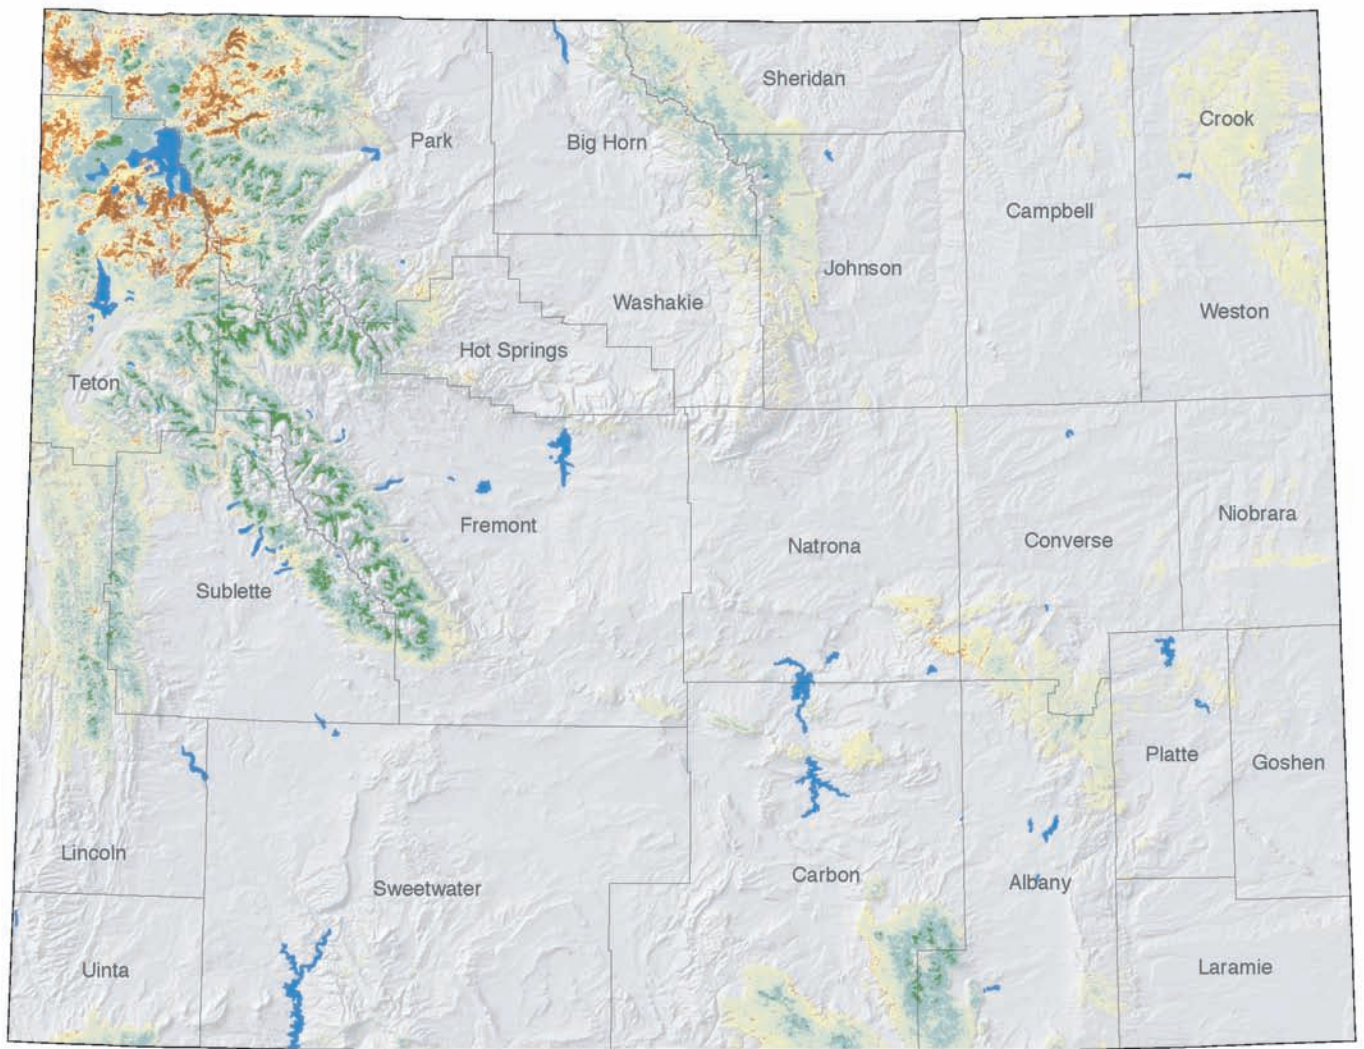 Sheridan
Crook
Park
Big Horn
Campbell
Johnson
Washakie
Weston
Hot Springs
Teton
Niobrara
Fremont
Converse
Natrona
Sublette
Platte
Goshen
Lincoln
Carbon
Albany
Sweetwater
Laramie
Uinta